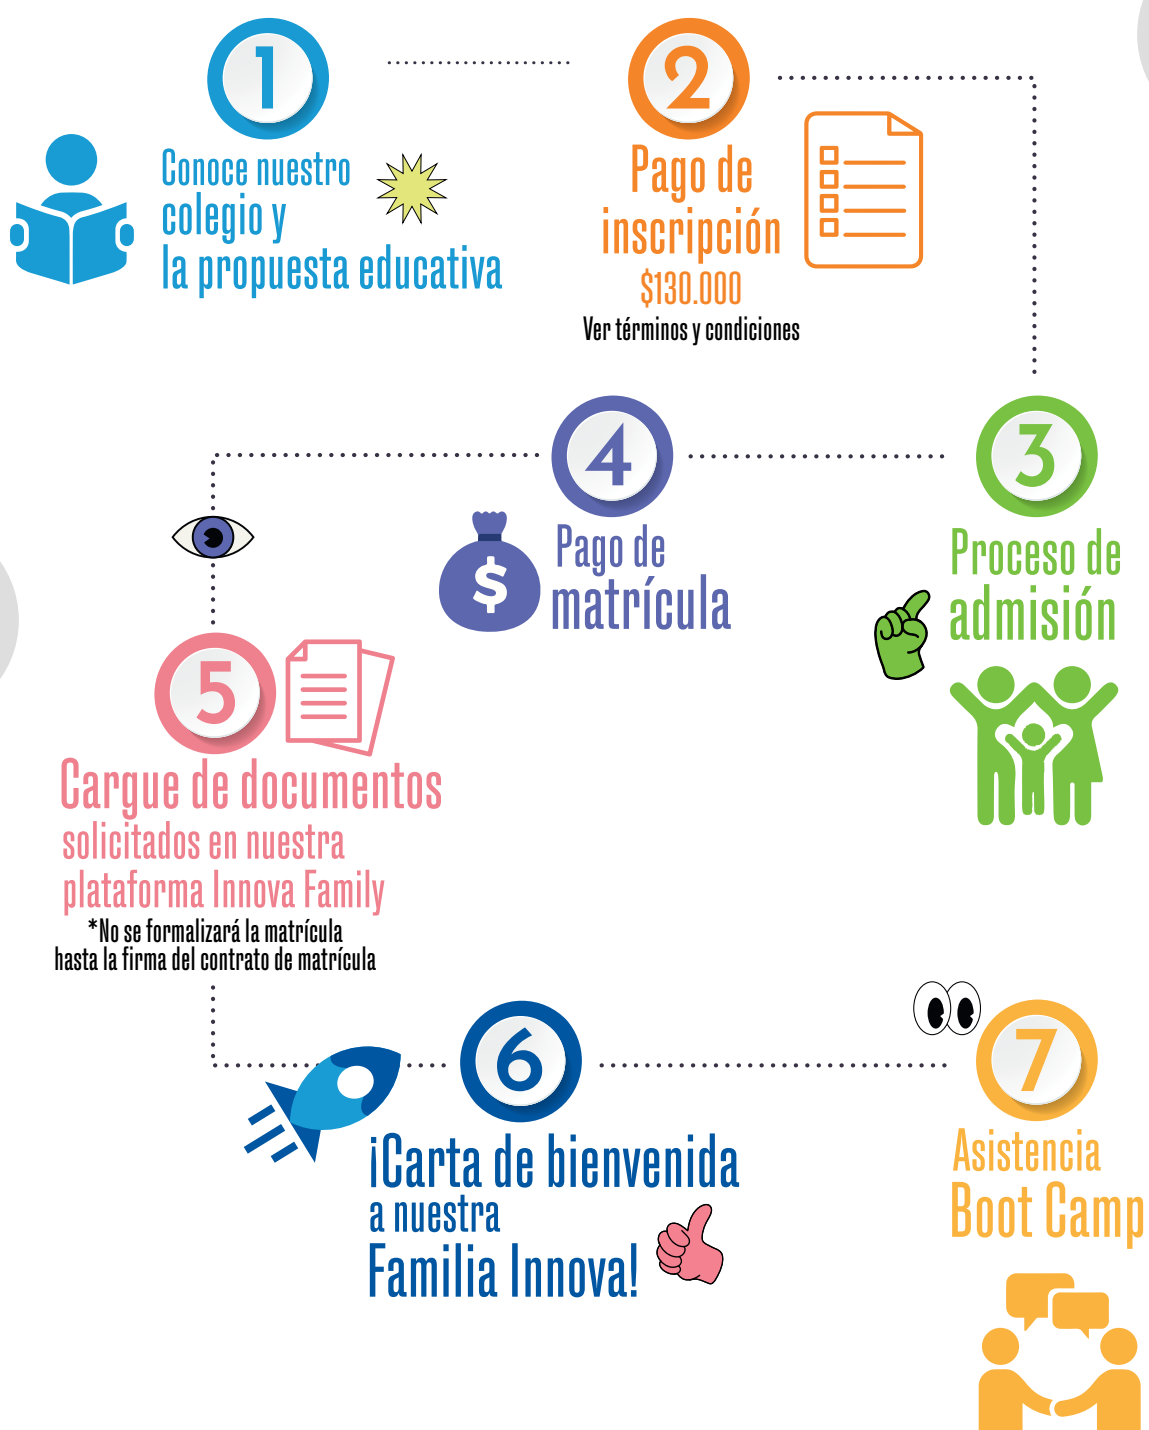 1
Conoce nuestro
colegio y
la propuesta educativa
2
Pago de
inscripción
$130.000
Ver términos y condiciones
3
Proceso de
admisión
4
$
Pago de
matrícula
5
Cargue de documentos
solicitados en nuestra
plataforma Innova Family
*No se formalizará la matrícula
hasta la firma del contrato de matrícula
6
¡Carta de bienvenida
a nuestra
Familia Innova!
7
Asistencia
Boot Camp